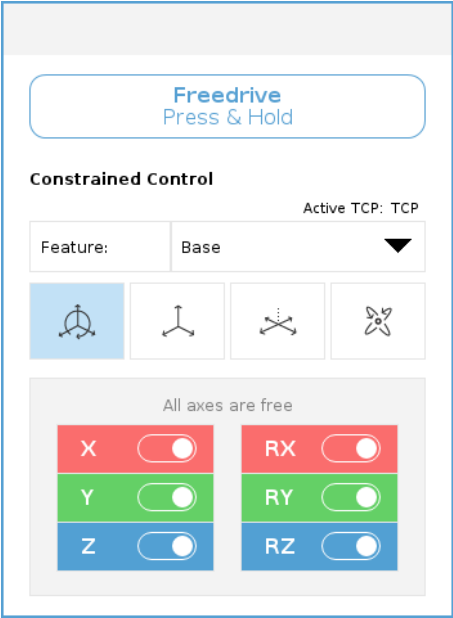 Freedrive
Press & Hold
Constrained Control
Active TCP: TCP
Feature: Base
All axes are free
X RX
Y RY
Z RZ